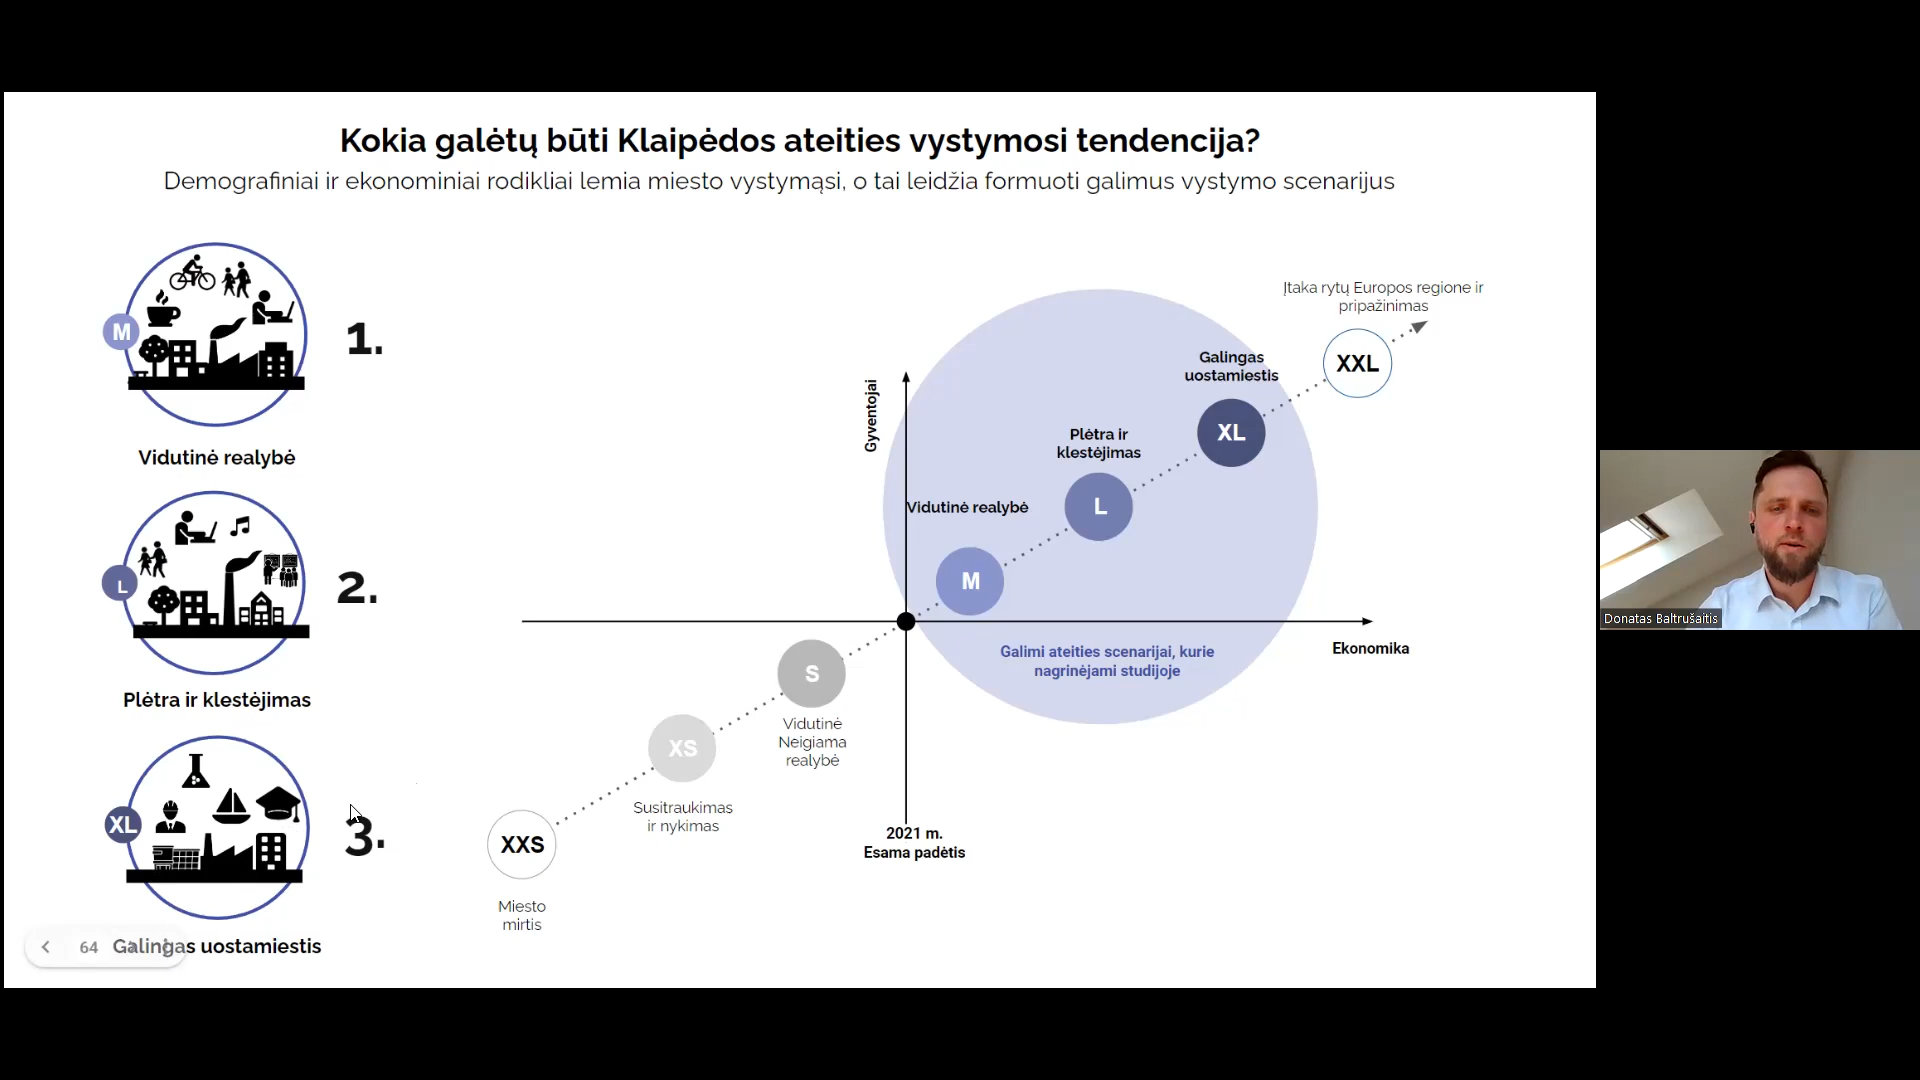 Kokia galėtų būti Klaipėdos ateities vystymosi tendencija?
Demografiniai ir ekonominiai rodikliai lemia miesto vystymąsi, o tai leidžia formuoti galimus vystymo scenarijus
M
1.
Vidutinė realybė
L
2.
Plėtra ir klestėjimas
XL
3.
64
Galingas uostamiestis
Įtaka rytų Europos regione ir
pripažinimas
XXL
Galingas
uostamiestis
XL
Gyventojai
Plėtra ir
klestėjimas
L
Vidutinė realybė
M
Ekonomika
Galimi ateities scenarijai, kurie
nagrinėjami studijoje
S
Vidutinė
Neigiama
realybė
XS
Susitraukimas
ir nykimas
XXS
Miesto
mirtis
2021 m.
Esama padėtis
Donatas Baltrušaitis